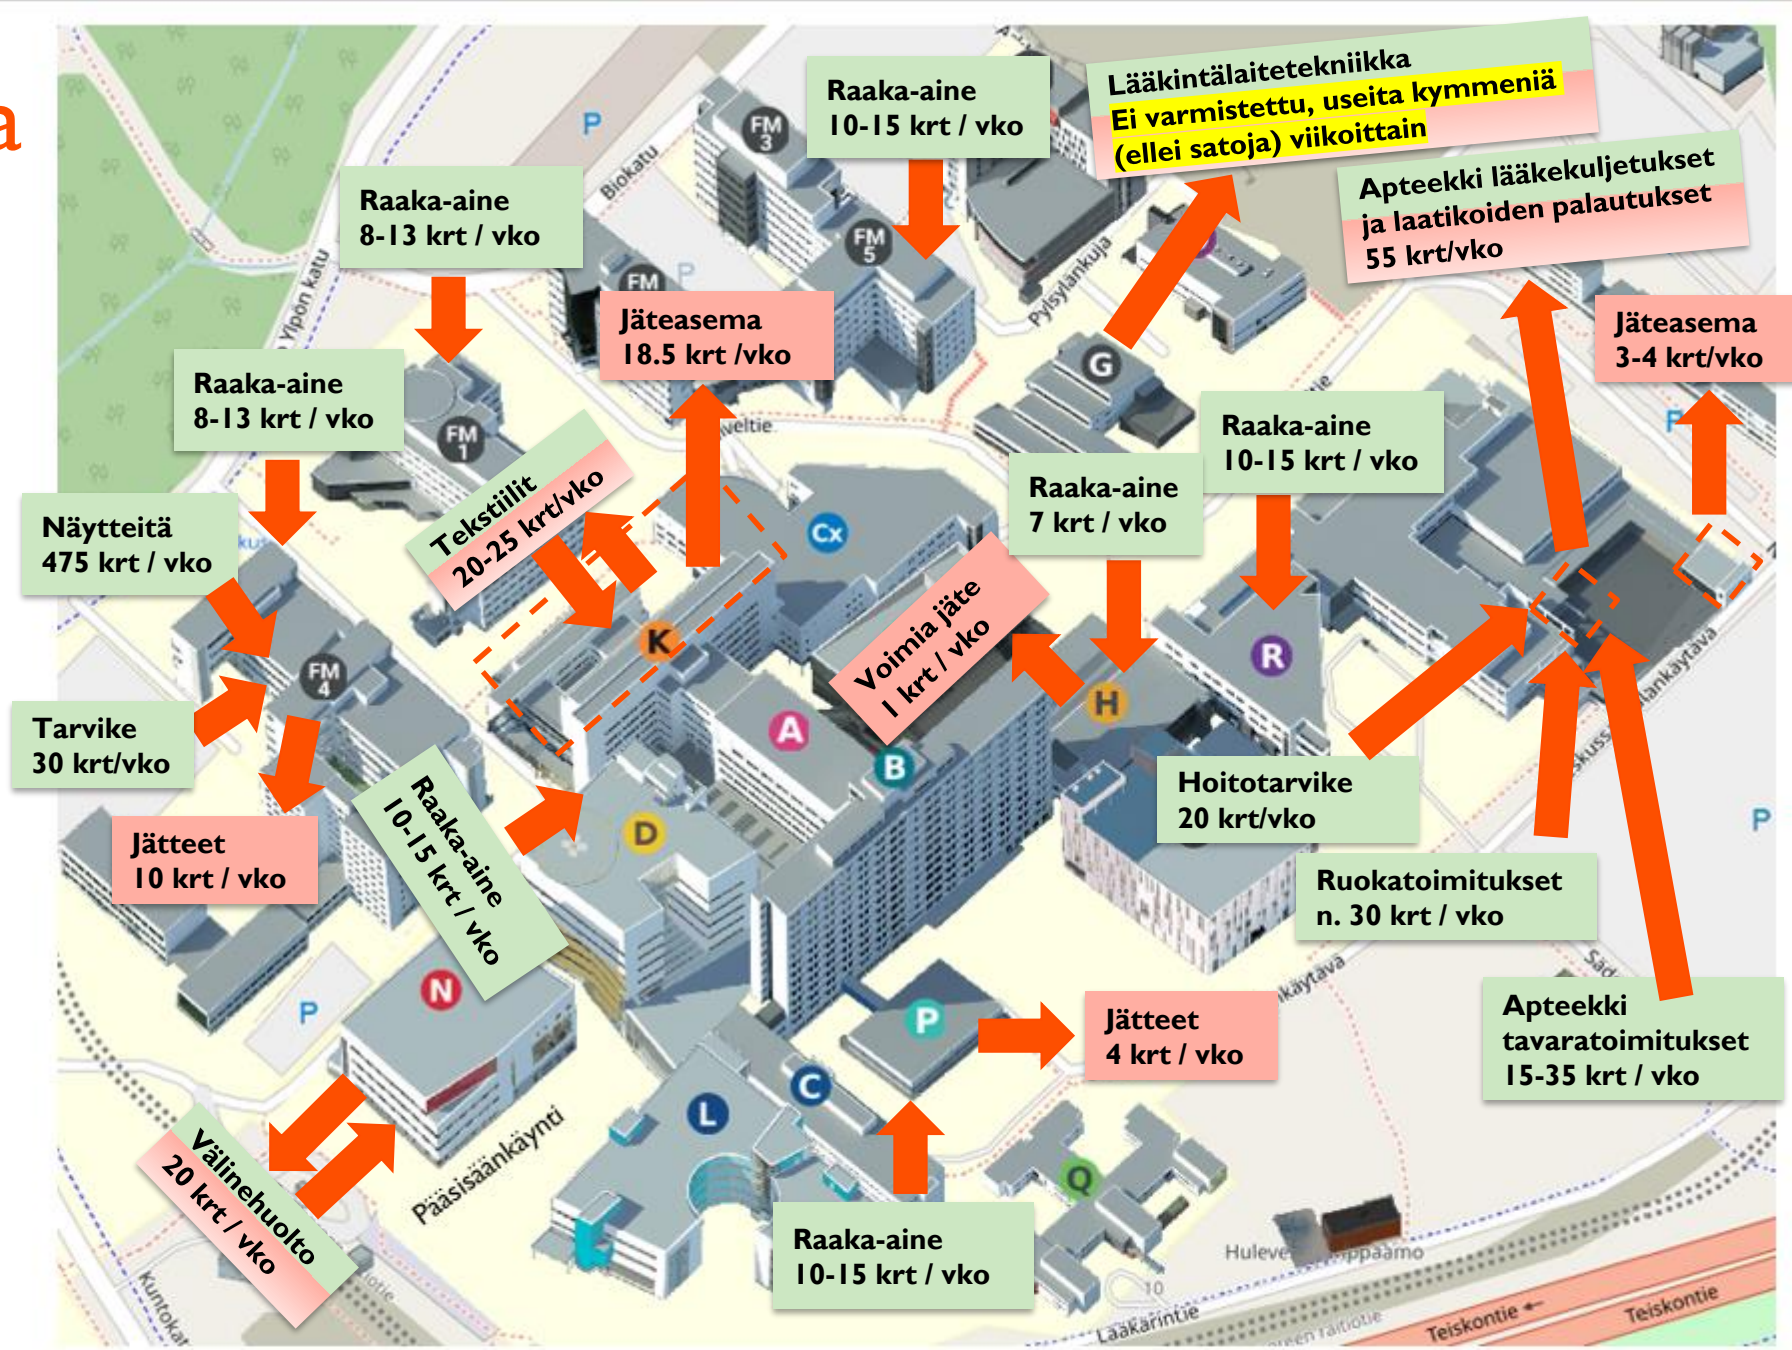 a
Raaka-aine
10-15 krt / vko
Lääkintälaitetekniikka
Ei varmistettu, useita kymmeniä
(ellei satoja) viikoittain
Apteekki lääkekuljetukset
ja laatikoiden palautukset
55 krt/vko
Raaka-aine
8-13 krt / vko
Jäteasema
18.5 krt /vko
Jäteasema
3-4 krt/vko
Raaka-aine
8-13 krt / vko
Raaka-aine
10-15 krt / vko
Tekstiilit
20-25 krt/vko
Raaka-aine
7 krt / vko
Näytteitä
475 krt / vko
Voimia jäte
1 krt / vko
Tarvike
30 krt/vko
Hoitotarvike
20 krt/vko
Jätteet
10 krt / vko
Raaka-aine
10-15 krt / vko
Ruokatoimitukset
n. 30 krt / vko
Jätteet
4 krt / vko
Apteekki
tavaratoimitukset
15-35 krt / vko
Välinehuolto
20 krt / vko
Raaka-aine
10-15 krt / vko
P
FM
3
Biokatu
FM
5
P
FM
Ylpön katu
Pylsylänkuja
G
P
FM
1
veltie
Cx
K
R
FM
4
H
A
B
D
P
N
P
P
C
L
Q
Pääsisäänkäynti
käytävä
Lääkärintie
10
Teiskontie
Teiskontie